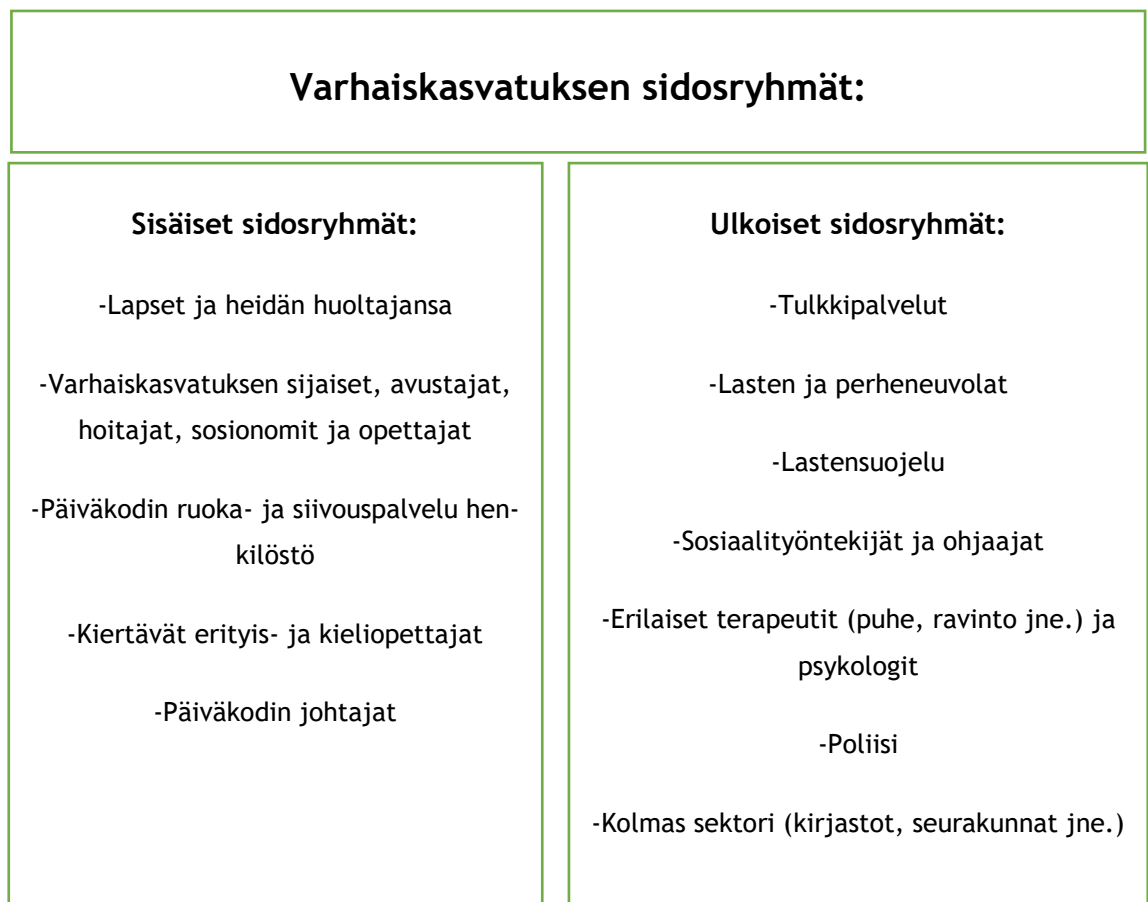 Varhaiskasvatuksen sidosryhmät:
Sisäiset sidosryhmät:
-Lapset ja heidän huoltajansa
-Varhaiskasvatuksen sijaiset, avustajat,
hoitajat, sosionomit ja opettajat
-Päiväkodin ruoka- ja siivouspalvelu hen-
kilöstö
-Kiertävät erityis- ja kieliopettajat
-Päiväkodin johtajat
Ulkoiset sidosryhmät:
-Tulkkipalvelut
-Lasten ja perheneuvolat
-Lastensuojelu
-Sosiaalityöntekijät ja ohjaajat
-Erilaiset terapeutit (puhe, ravinto jne.) ja
psykologit
-Poliisi
-Kolmas sektori (kirjastot, seurakunnat jne.)